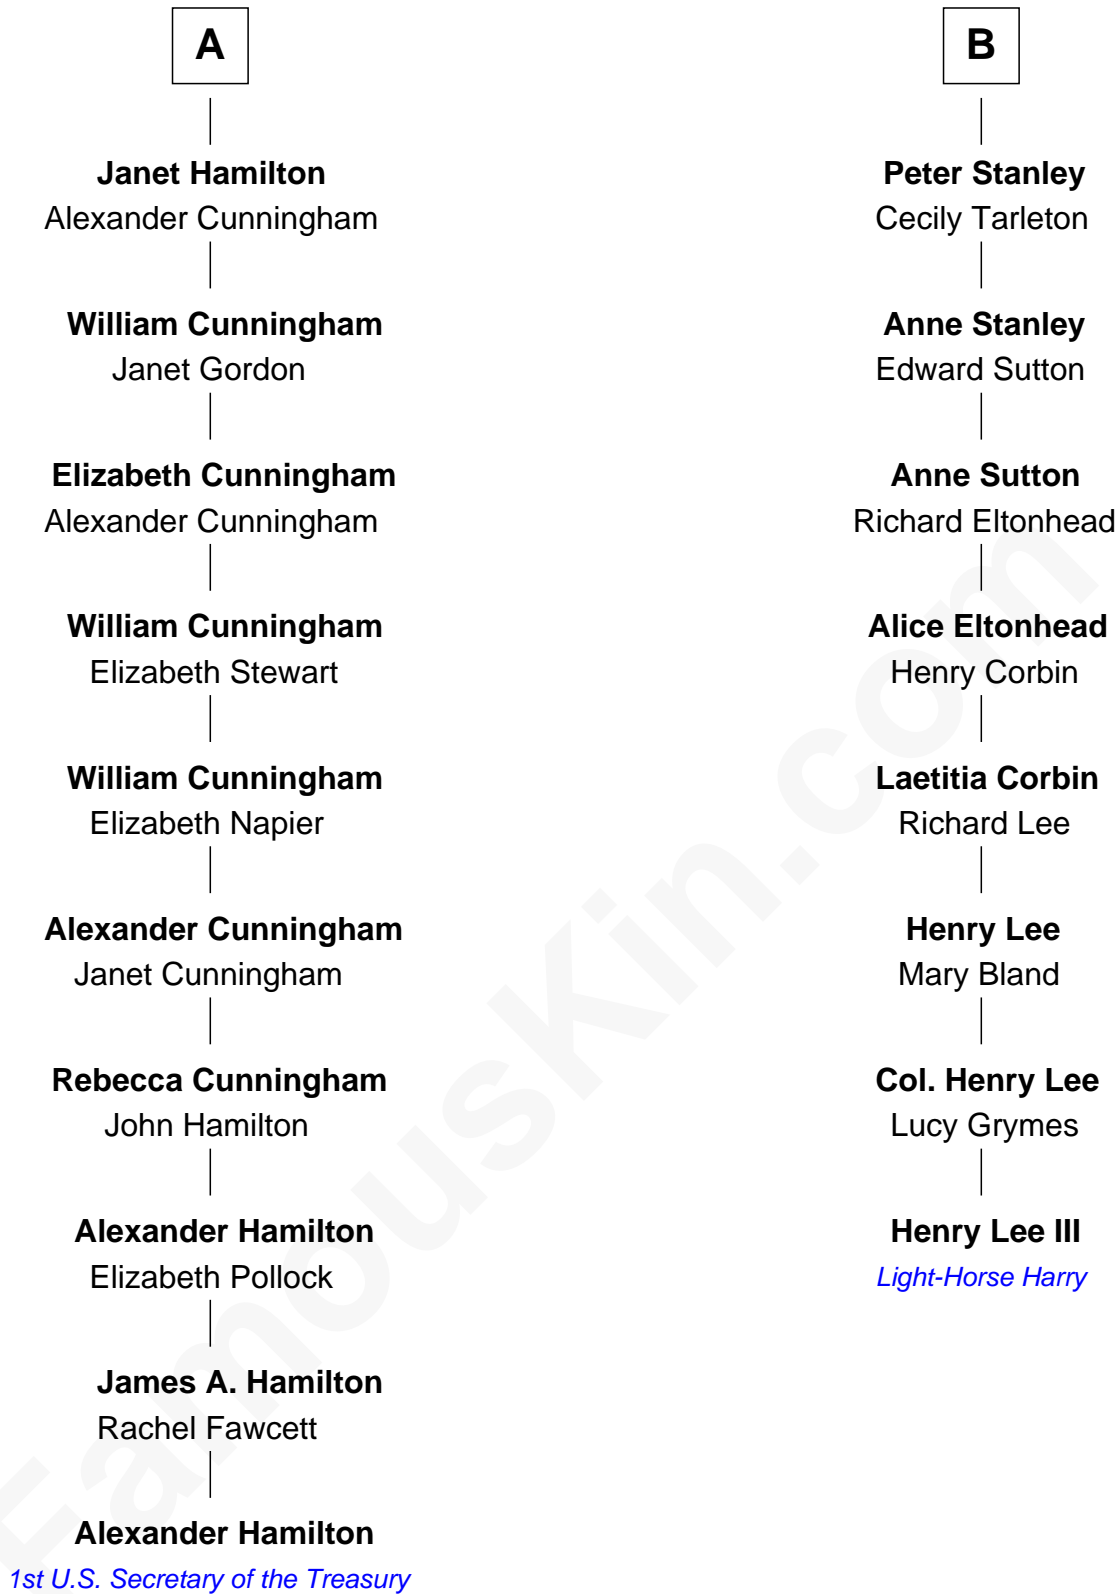 A
Janet Hamilton
Alexander Cunningham
William Cunningham
Janet Gordon
Elizabeth Cunningham
Alexander Cunningham
William Cunningham
Elizabeth Stewart
William Cunningham
Elizabeth Napier
Alexander Cunningham
Janet Cunningham
Rebecca Cunningham
John Hamilton
Alexander Hamilton
Elizabeth Pollock
James A. Hamilton
Rachel Fawcett
Alexander Hamilton
1st U.S. Secretary of the Treasury
B
Peter Stanley
Cecily Tarleton
Anne Stanley
Edward Sutton
Anne Sutton
Richard Eltonhead
Alice Eltonhead
Henry Corbin
Laetitia Corbin
Richard Lee
Henry Lee
Mary Bland
Col. Henry Lee
Lucy Grymes
Henry Lee III
Light-Horse Harry
FamousKin.com